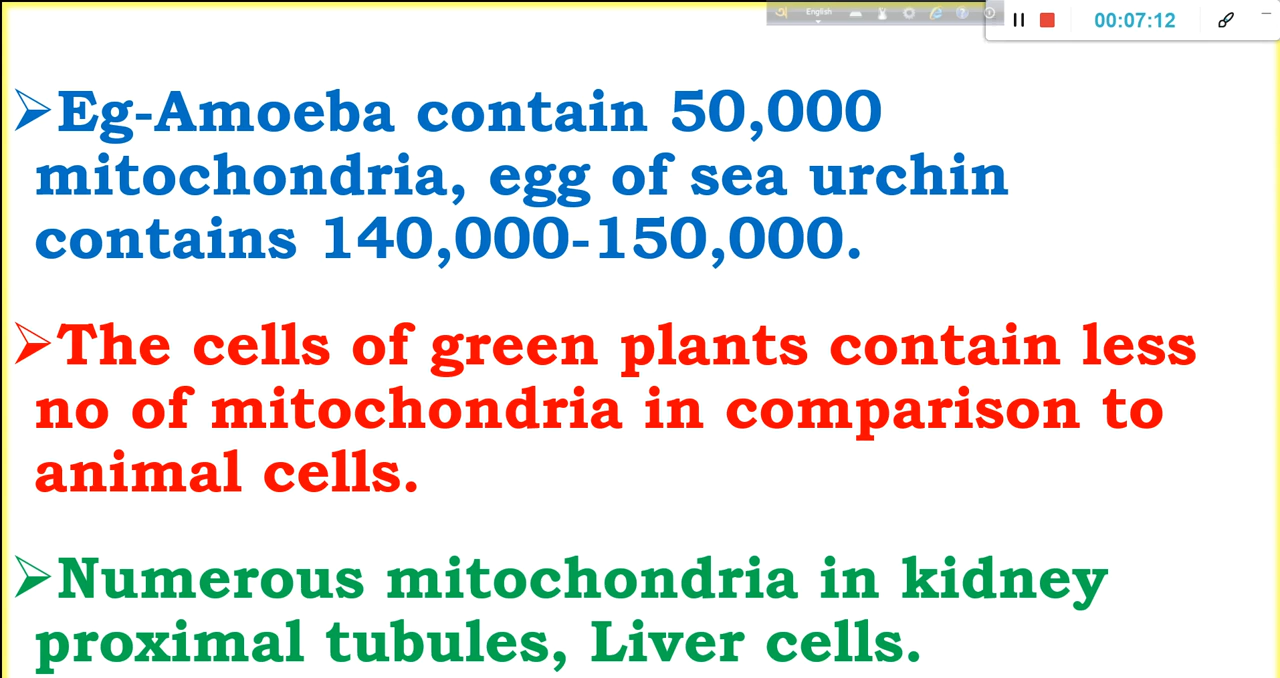 English
00:07:12
➢Eg-Amoeba contain 50,000
mitochondria, egg of sea urchin
contains 140,000-150,000.
➢The cells of green plants contain less
no of mitochondria in comparison to
animal cells.
➢Numerous mitochondria in kidney
proximal tubules, Liver cells.